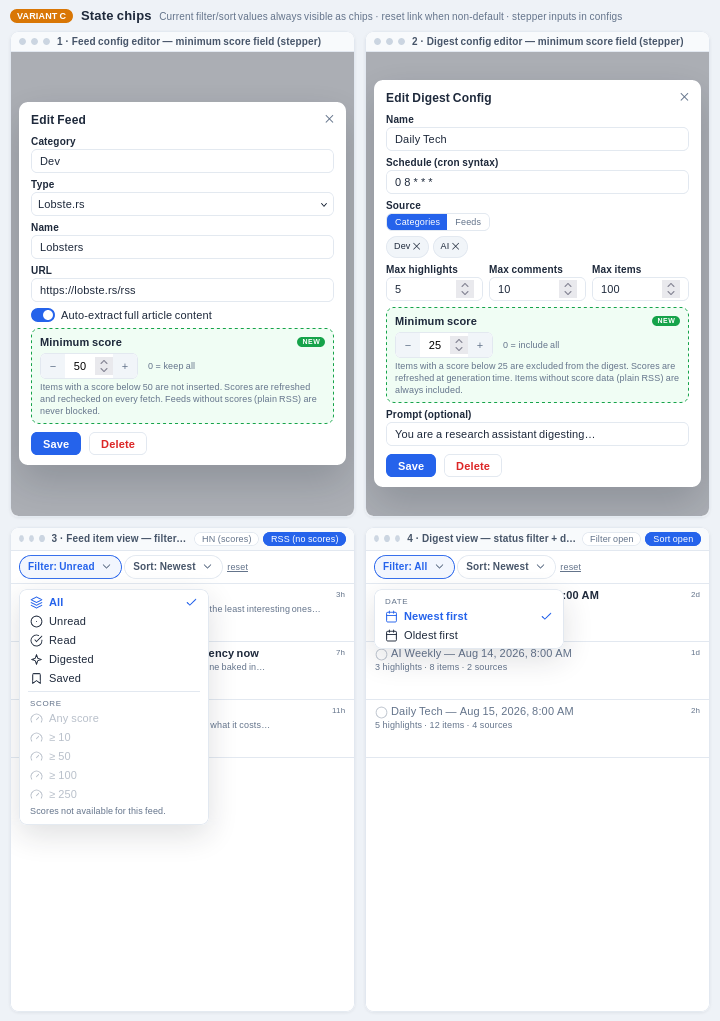 VARIANT C State chips Current filter/sort values always visible as chips · reset link when non-default · stepper inputs in configs
1 · Feed config editor — minimum score field (stepper)
Edit Feed
Category
Dev
Type
Lobste.rs
Name
Lobsters
URL
https://lobste.rs/rss
Auto-extract full article content
Minimum score NEW
− 50 + 0 = keep all
Items with a score below 50 are not inserted. Scores are refreshed
and rechecked on every fetch. Feeds without scores (plain RSS) are
never blocked.
Save Delete
2 · Digest config editor — minimum score field (stepper)
Edit Digest Config
Name
Daily Tech
Schedule (cron syntax)
0 8 * * *
Source
Categories Feeds
Dev AI
Max highlights Max comments Max items
5 10 100
Minimum score NEW
− 25 + 0 = include all
Items with a score below 25 are excluded from the digest. Scores are
refreshed at generation time. Items without score data (plain RSS) are
always included.
Prompt (optional)
You are a research assistant digesting…
Save Delete
3 · Feed item view — filter… HN (scores) RSS (no scores)
Filter: Unread Sort: Newest reset
3h
the least interesting ones…
ency now 7h
ne baked in…
11h
what it costs…
All
Unread
Read
Digested
Saved
SCORE
Any score
≥ 10
≥ 50
≥ 100
≥ 250
Scores not available for this feed.
4 · Digest view — status filter + d… Filter open Sort open
Filter: All Sort: Newest reset
:00 AM 2d
DATE
Newest first
Oldest first
AI Weekly — Aug 14, 2026, 8:00 AM 1d
3 highlights · 8 items · 2 sources
Daily Tech — Aug 15, 2026, 8:00 AM 2h
5 highlights · 12 items · 4 sources